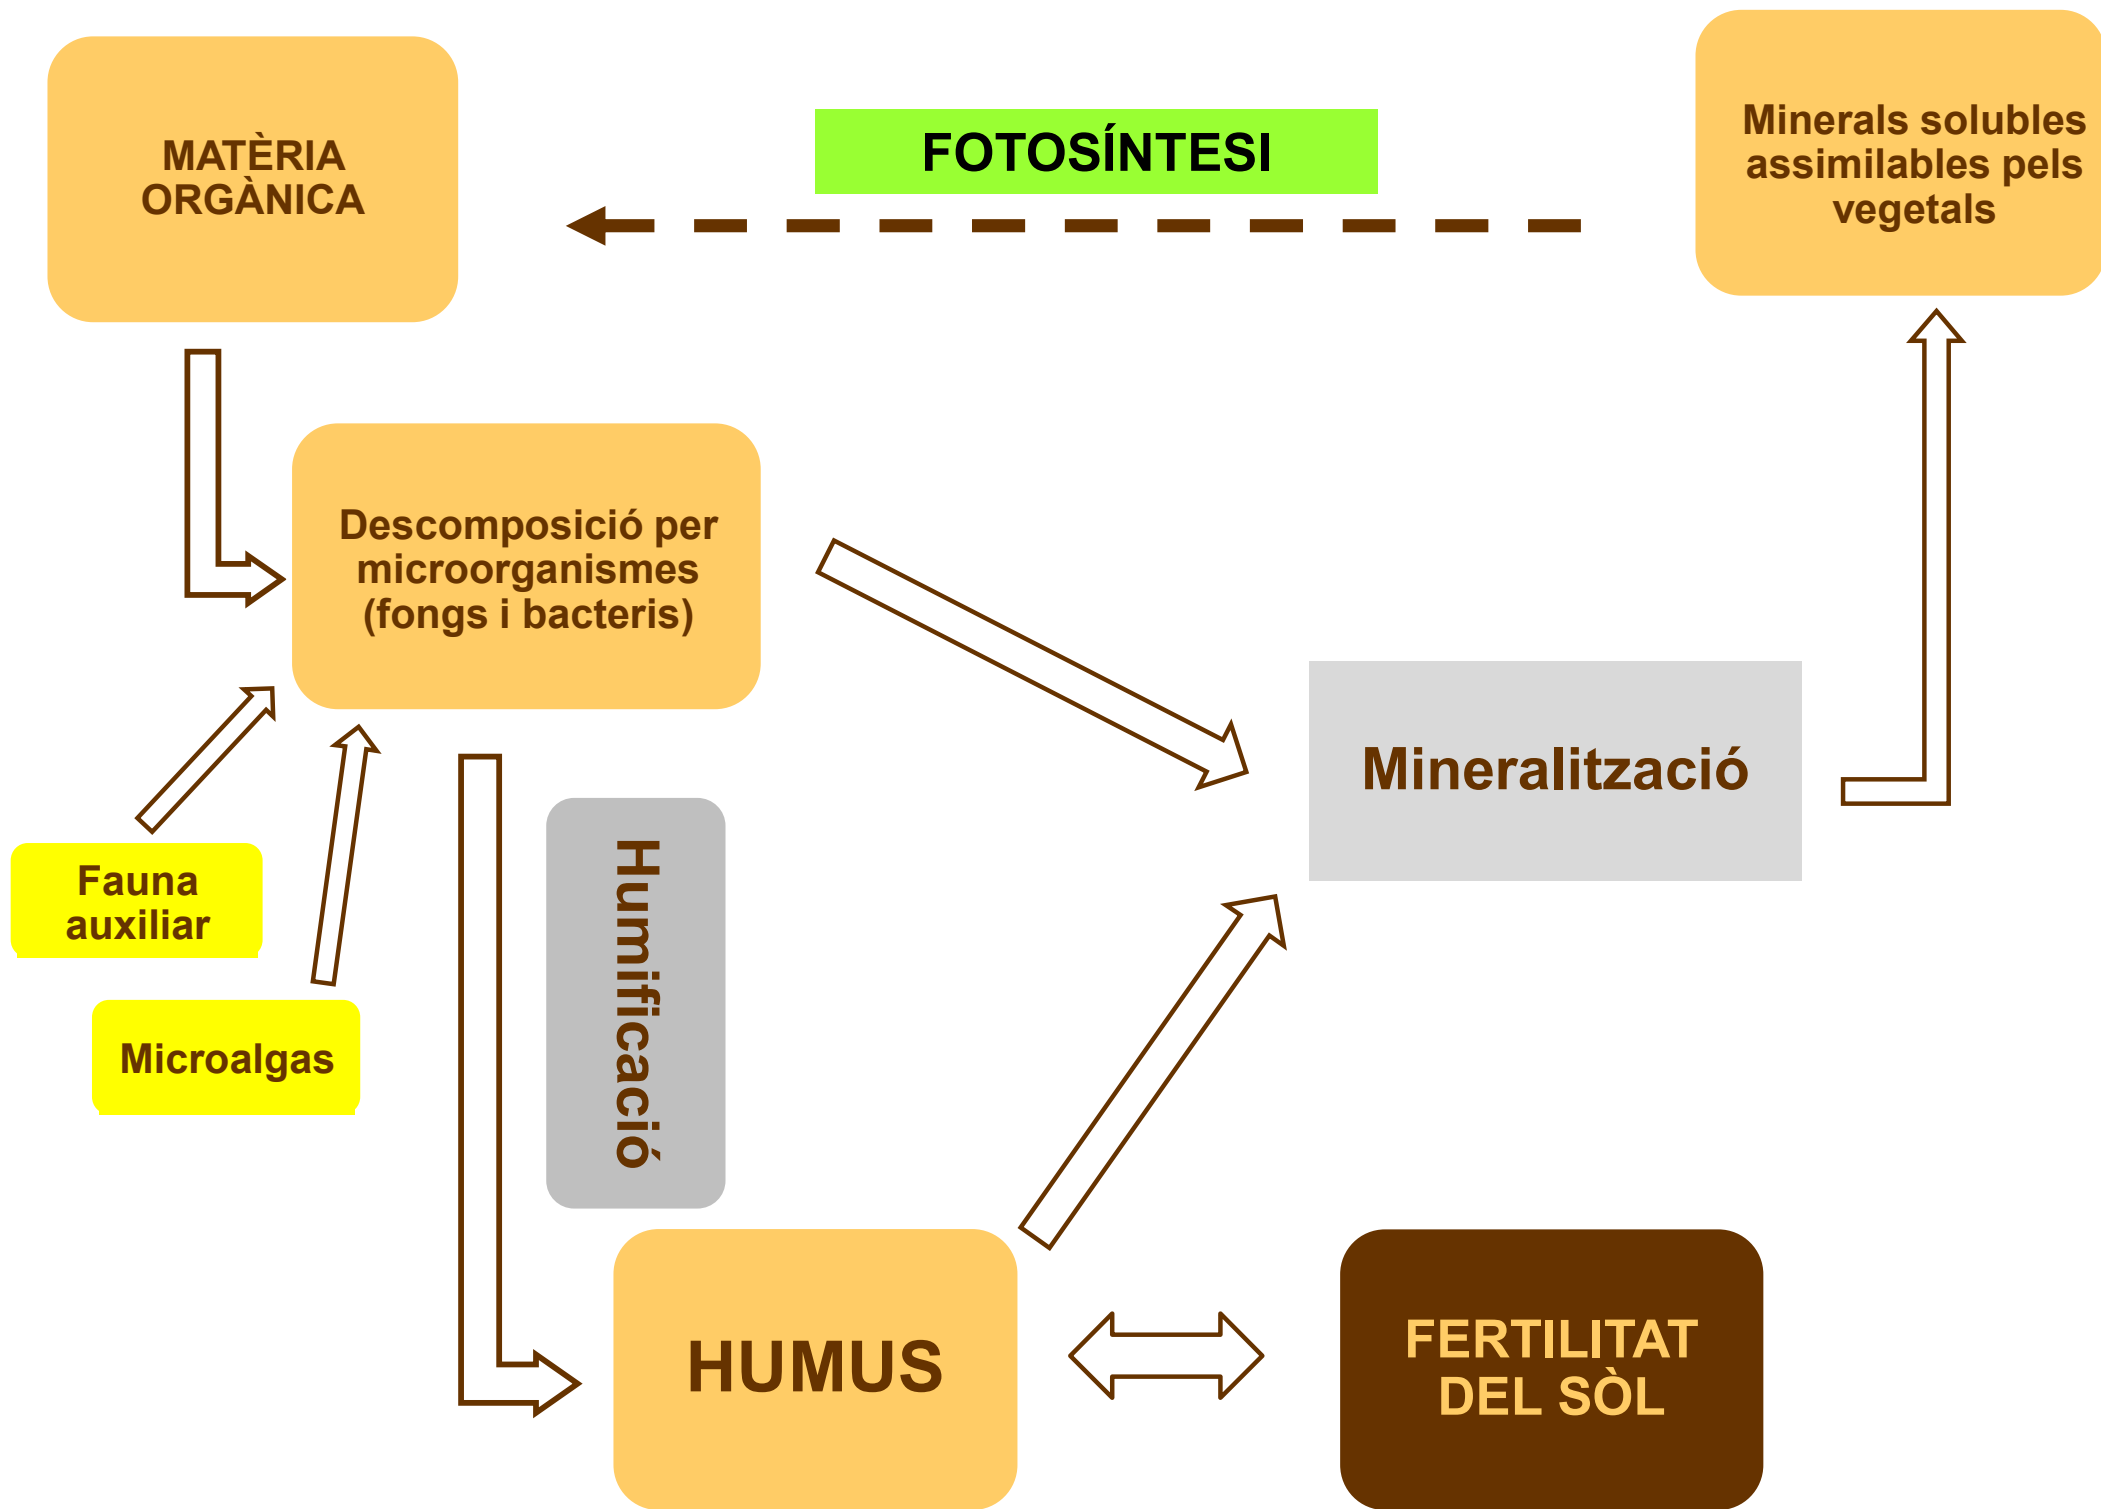 MATÈRIA
ORGÀNICA
FOTOSÍNTESI
Minerals solubles
assimilables pels
vegetals
Descomposició per
microorganismes
(fongs i bacteris)
Mineralització
Fauna
auxiliar
Microalgas
Humificació
HUMUS
FERTILITAT
DEL SÒL